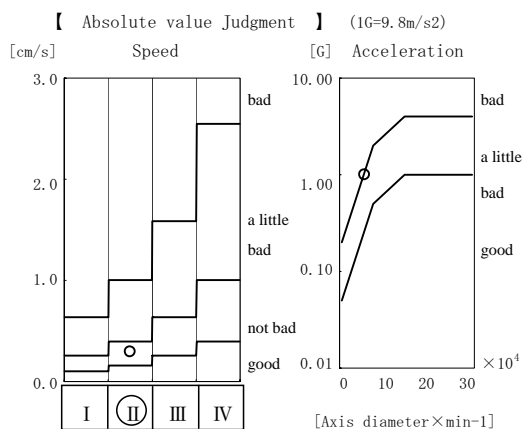 【 Absolute value Judgment 】 (1G=9.8m/s2)
[cm/s] Speed [G] Acceleration
3.0
2.0
1.0
0.0
bad
a little
bad
not bad
good
I Ⅱ Ⅲ Ⅳ
10.00
1.00
0.10
0.01
bad
a little
bad
good
×10⁴
0 10 20 30
[Axis diameter×min-1]